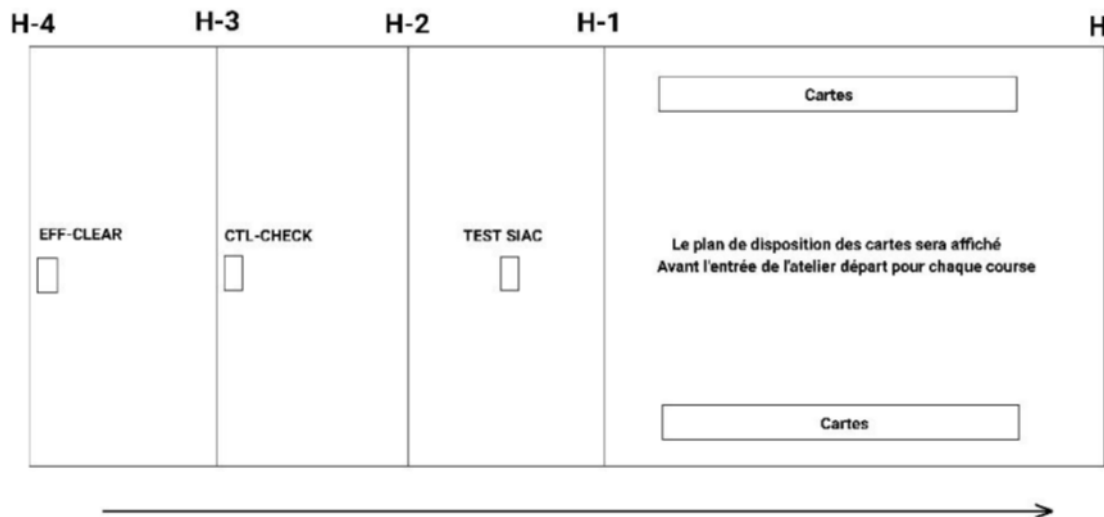 H-4
H-3
H-2
H-1
H
Cartes
EFF-CLEAR
CTL-CHECK
TEST SIAC
Le plan de disposition des cartes sera affiché
Avant l'entrée de l'atelier départ pour chaque course
Cartes